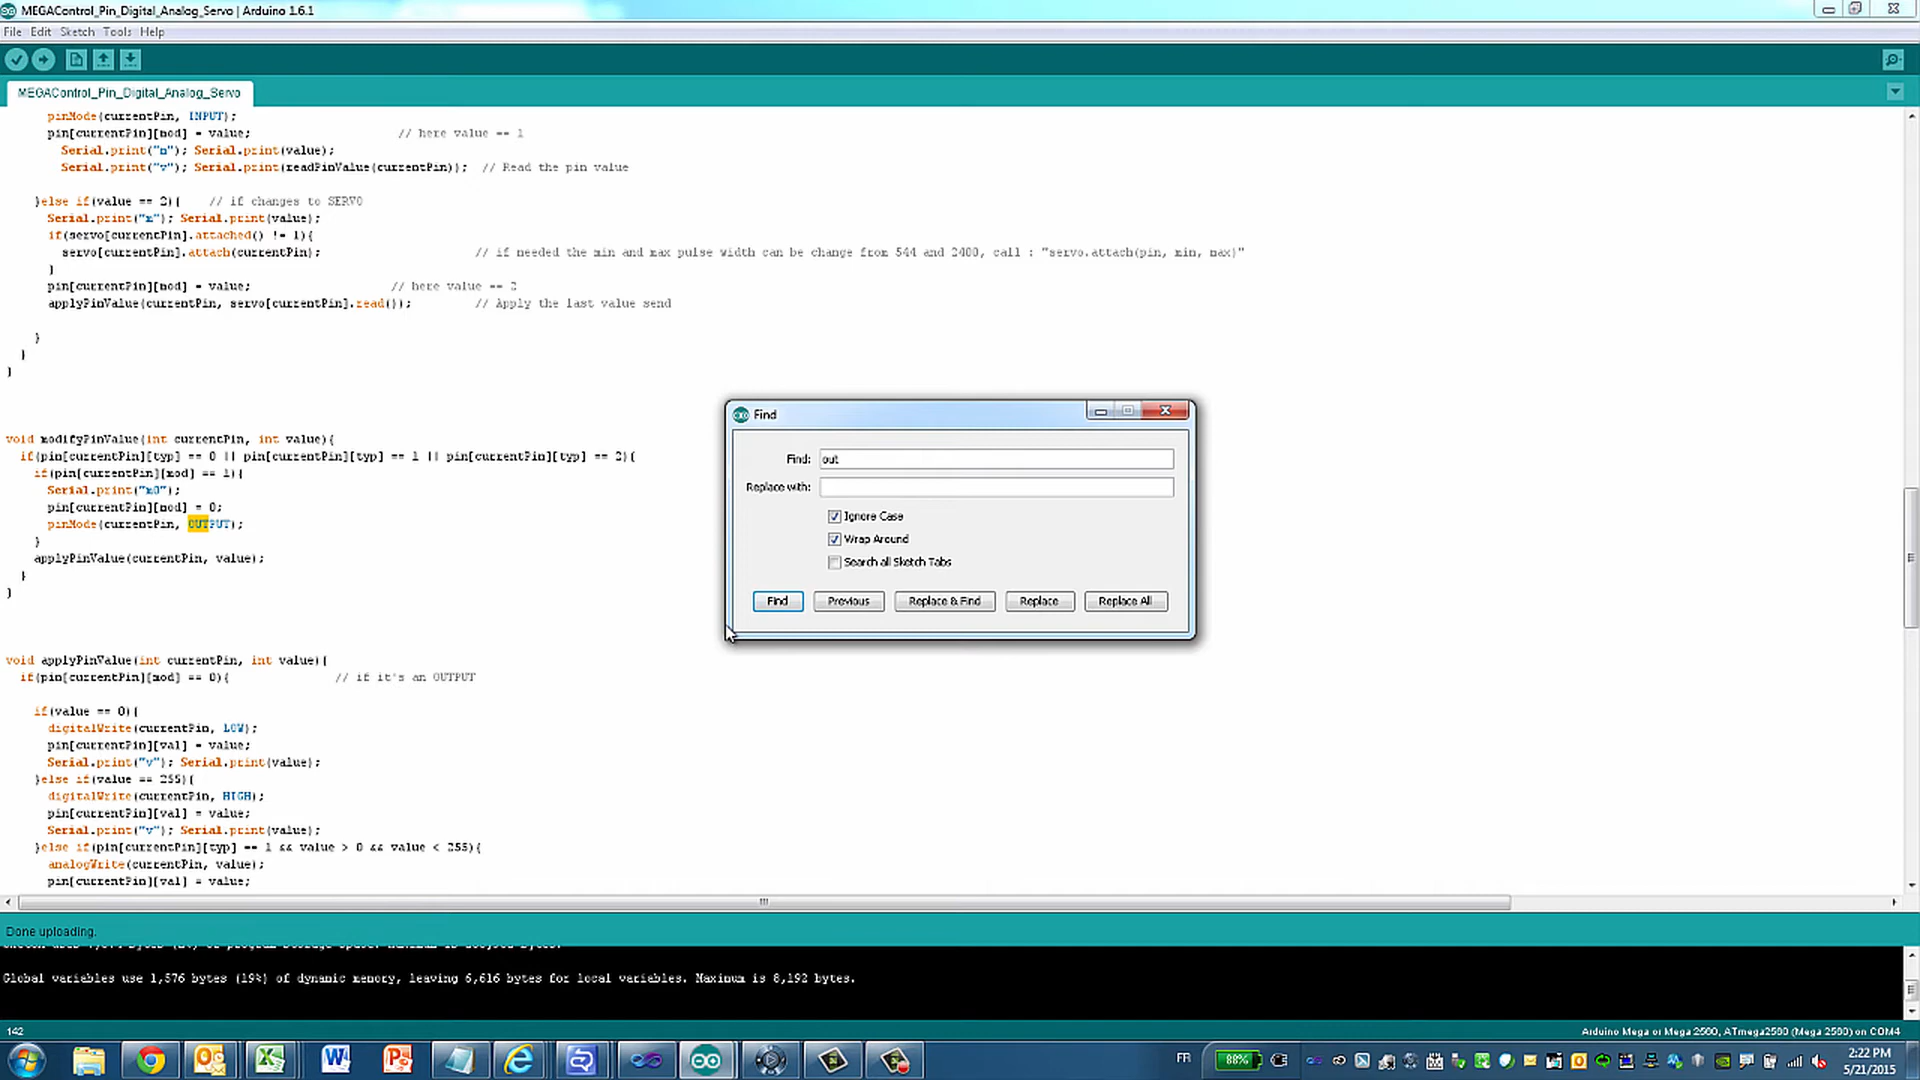 MEGAControl_Pin_Digital_Analog_Servo | Arduino 1.6.1
File Edit Sketch Tools Help
MEGAControl_Pin_Digital_Analog_Servo
pinMode(currentPin, INPUT);
pin[currentPin][mod] = value; // here value == 1
Serial.print("m"); Serial.print(value);
Serial.print("v"); Serial.print(readPinValue(currentPin)); // Read the pin value
}else if(value == 2){ // if changes to SERVO
Serial.print("m"); Serial.print(value);
if(servo[currentPin].attached() != 1){
servo[currentPin].attach(currentPin); // if needed the min and max pulse width can be change from 544 and 2400, call : "servo.attach(pin, min, max)"
}
pin[currentPin][mod] = value; // here value == 2
applyPinValue(currentPin, servo[currentPin].read()); // Apply the last value send
}
}
}
void modifyPinValue(int currentPin, int value){
if(pin[currentPin][typ] == 0 || pin[currentPin][typ] == 1 || pin[currentPin][typ] == 2){
if(pin[currentPin][mod] == 1){
Serial.print("m0");
pin[currentPin][mod] = 0;
pinMode(currentPin, OUTPUT);
}
applyPinValue(currentPin, value);
}
}
void applyPinValue(int currentPin, int value){
if(pin[currentPin][mod] == 0){ // if it's an OUTPUT
if(value == 0){
digitalWrite(currentPin, LOW);
pin[currentPin][val] = value;
Serial.print("v"); Serial.print(value);
}else if(value == 255){
digitalWrite(currentPin, HIGH);
pin[currentPin][val] = value;
Serial.print("v"); Serial.print(value);
}else if(pin[currentPin][typ] == 1 && value > 0 && value < 255){
analogWrite(currentPin, value);
pin[currentPin][val] = value;
Find
Find: out
Replace with:
Ignore Case
Wrap Around
Search all Sketch Tabs
Find Previous Replace & Find Replace Replace All
Done uploading.
Global variables use 1,576 bytes (19%) of dynamic memory, leaving 6,616 bytes for local variables. Maximum is 8,192 bytes.
142 Arduino Mega or Mega 2560, ATmega2560 (Mega 2560) on COM4
FR 88% 2:22 PM
5/21/2015